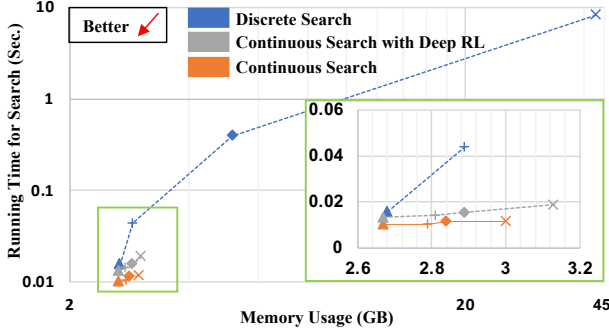 10
1
0.1
0.01
Running Time for Search (Sec.)
Better
Discrete Search
Continuous Search with Deep RL
Continuous Search
0.06
0.04
0.02
0
2.6
2.8
3
3.2
2
20
45
Memory Usage (GB)